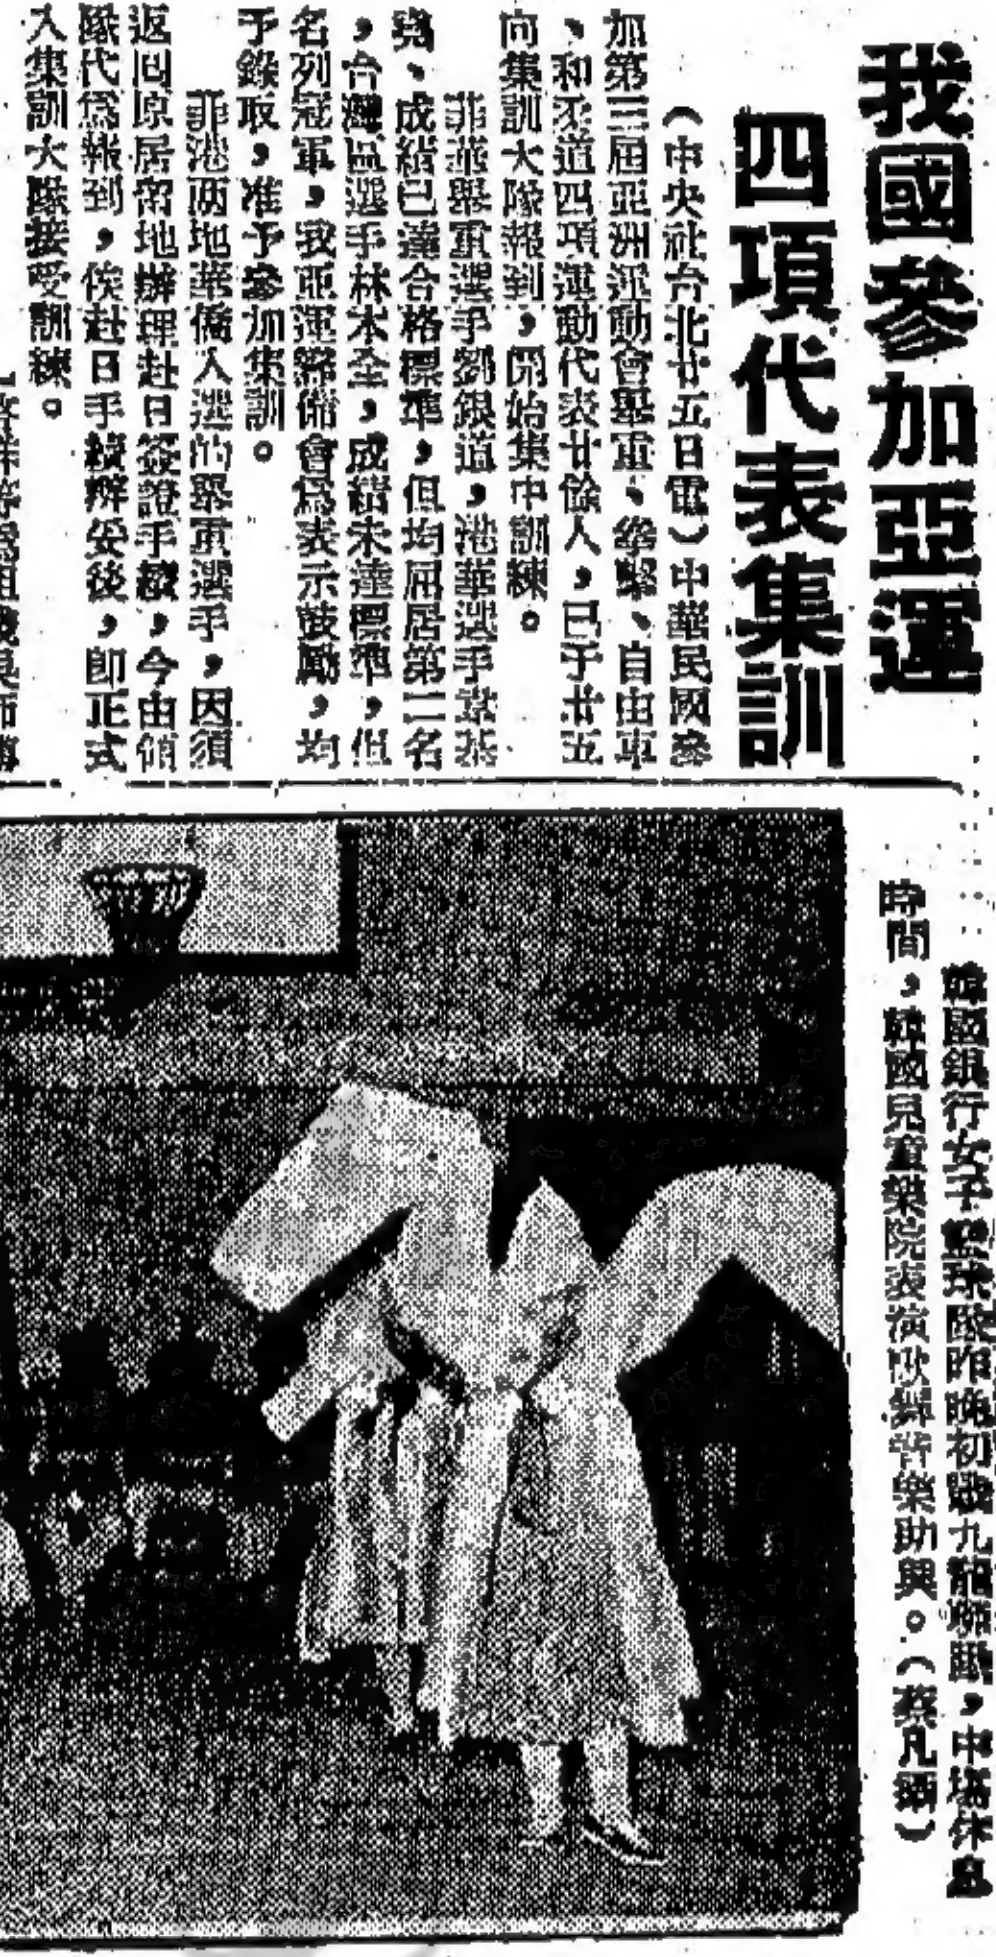 我國參加亞運
四項代表集訓
（中央社台北廿五日電）中華民國參
加第三屆亞洲運動會舉重、拳擊、自由車
、和柔道四項運動代表廿餘人，已于廿五
向集訓大隊報到，開始集中訓練。
菲華舉重選手劉銀道，港華選手
成績已達合格標準，但均屈居第二名
，台灣區選手林本全，成績未達標準，但
名列冠軍，我亞運籌備會爲表示鼓勵，均
予錄取，准予參加集訓。
菲港两地華僑入選的舉重選手，因須
返囘原居留地辦理赴日簽證手續，今由領
隊代爲報到，俟赴日手續辦妥後，卽正式
入集訓大隊接受訓練。
韓國銀行女子籃球隊昨晚初戰九龍聯隊，中塲休息
時間，韓國兒童樂院表演歌舞音樂助興。（蔡凡攝）